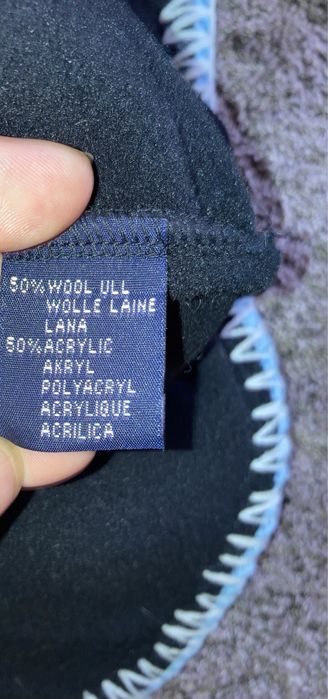 50% WOOL ULL
WOLLE LAINE
LANA
50% ACRYLIC
AKRYL
POLYACRYL
ACRYLIQUE
ACRILICA